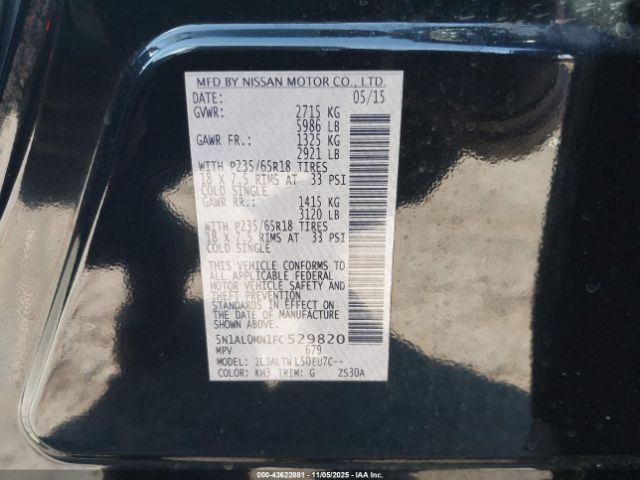 MFD BY NISSAN MOTOR CO., LTD.
DATE: 05/15
GVWR: 2715 KG
5986 LB
GAWR FR.: 1325 KG
2921 LB
WITH P235/65R18 TIRES
18 X 7.5 RIMS AT 33 PSI
COLD SINGLE
GAWR RR.: 1415 KG
3120 LB
WITH P235/65R18 TIRES
18 X 7.5 RIMS AT 33 PSI
COLD SINGLE
THIS VEHICLE CONFORMS TO
ALL APPLICABLE FEDERAL
MOTOR VEHICLE SAFETY AND
THEFT PREVENTION
STANDARDS IN EFFECT ON
THE DATE OF MANUFACTURE
SHOWN ABOVE.
5N1AL0MN1FC529820
MPV 679
MODEL:
COLOR: KH3 TRIM: G ZS30A
000-43622881 - 11/05/2025 - IAAI.COM